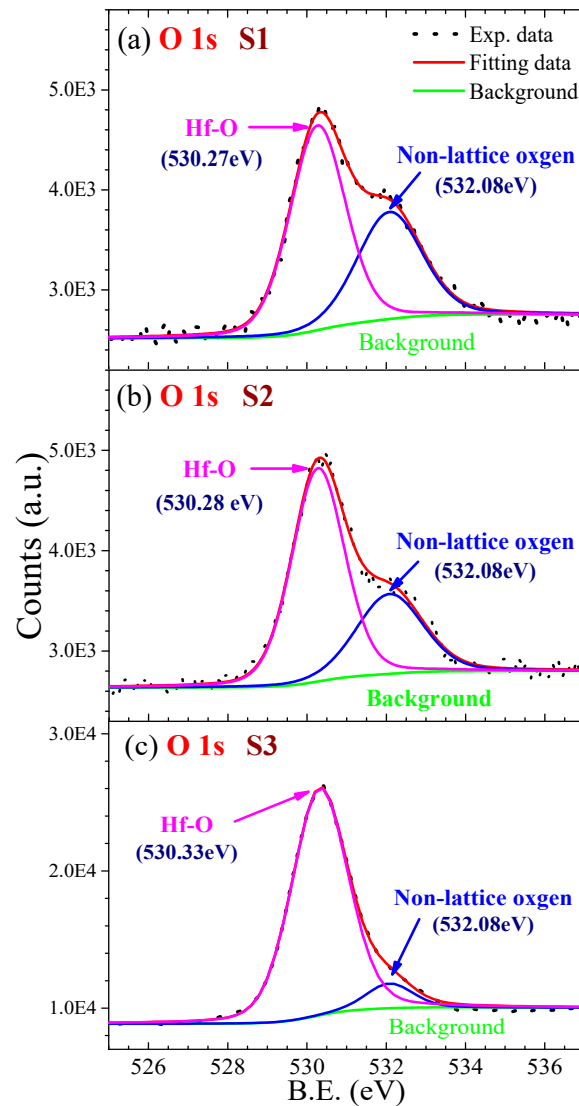 (a) O 1s S1
Exp. data
Fitting data
Background
5.0E3
Hf-O
(530.27eV)
Non-lattice oxgen
(532.08eV)
4.0E3
3.0E3
Background
(b) O 1s S2
5.0E3
Hf-O
(530.28 eV)
Non-lattice oxgen
(532.08eV)
4.0E3
3.0E3
Background
Counts (a.u.)
(c) O 1s S3
3.0E4
Hf-O
(530.33eV)
2.0E4
Non-lattice oxgen
(532.08eV)
1.0E4
Background
526 528 530 532 534 536
B.E. (eV)